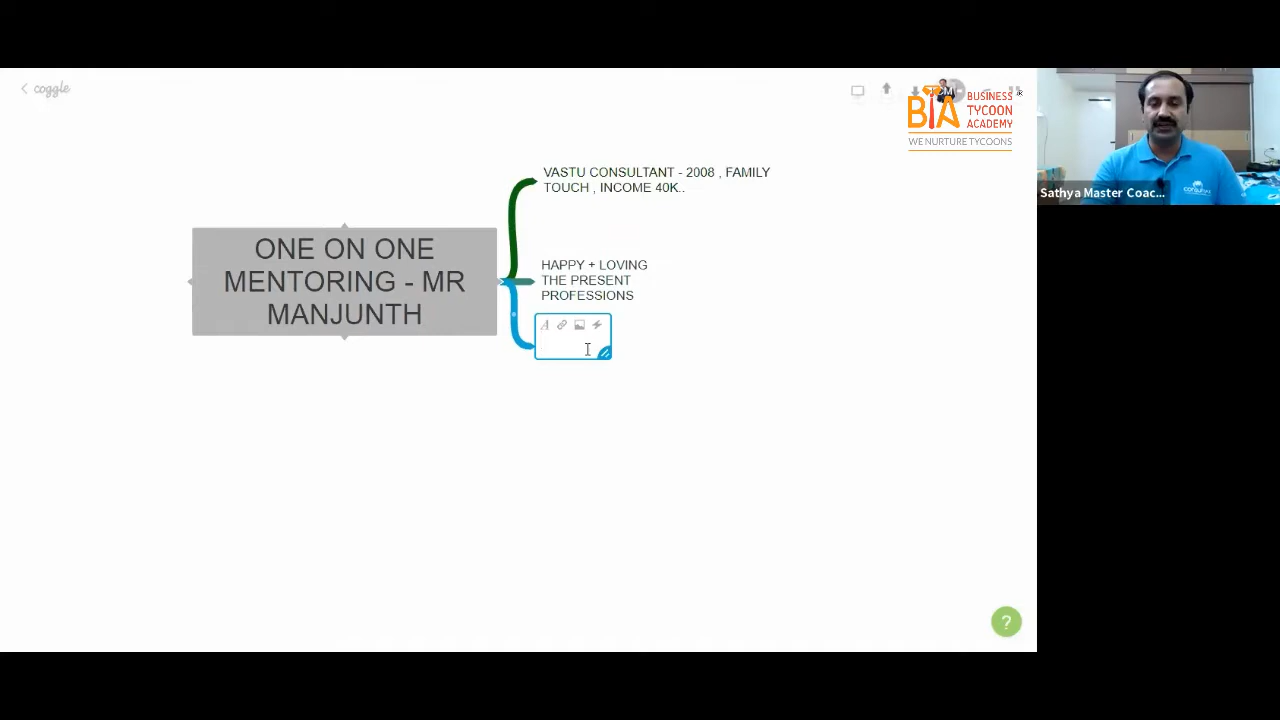 coggle
BUSINESS
BTA TYCOON
ACADEMY
WE NURTURE TYCOONS
VASTU CONSULTANT - 2008 , FAMILY
TOUCH , INCOME 40K..
Sathya Master Coac...
ONE ON ONE
MENTORING - MR
MANJUNTH
HAPPY + LOVING
THE PRESENT
PROFESSIONS
?